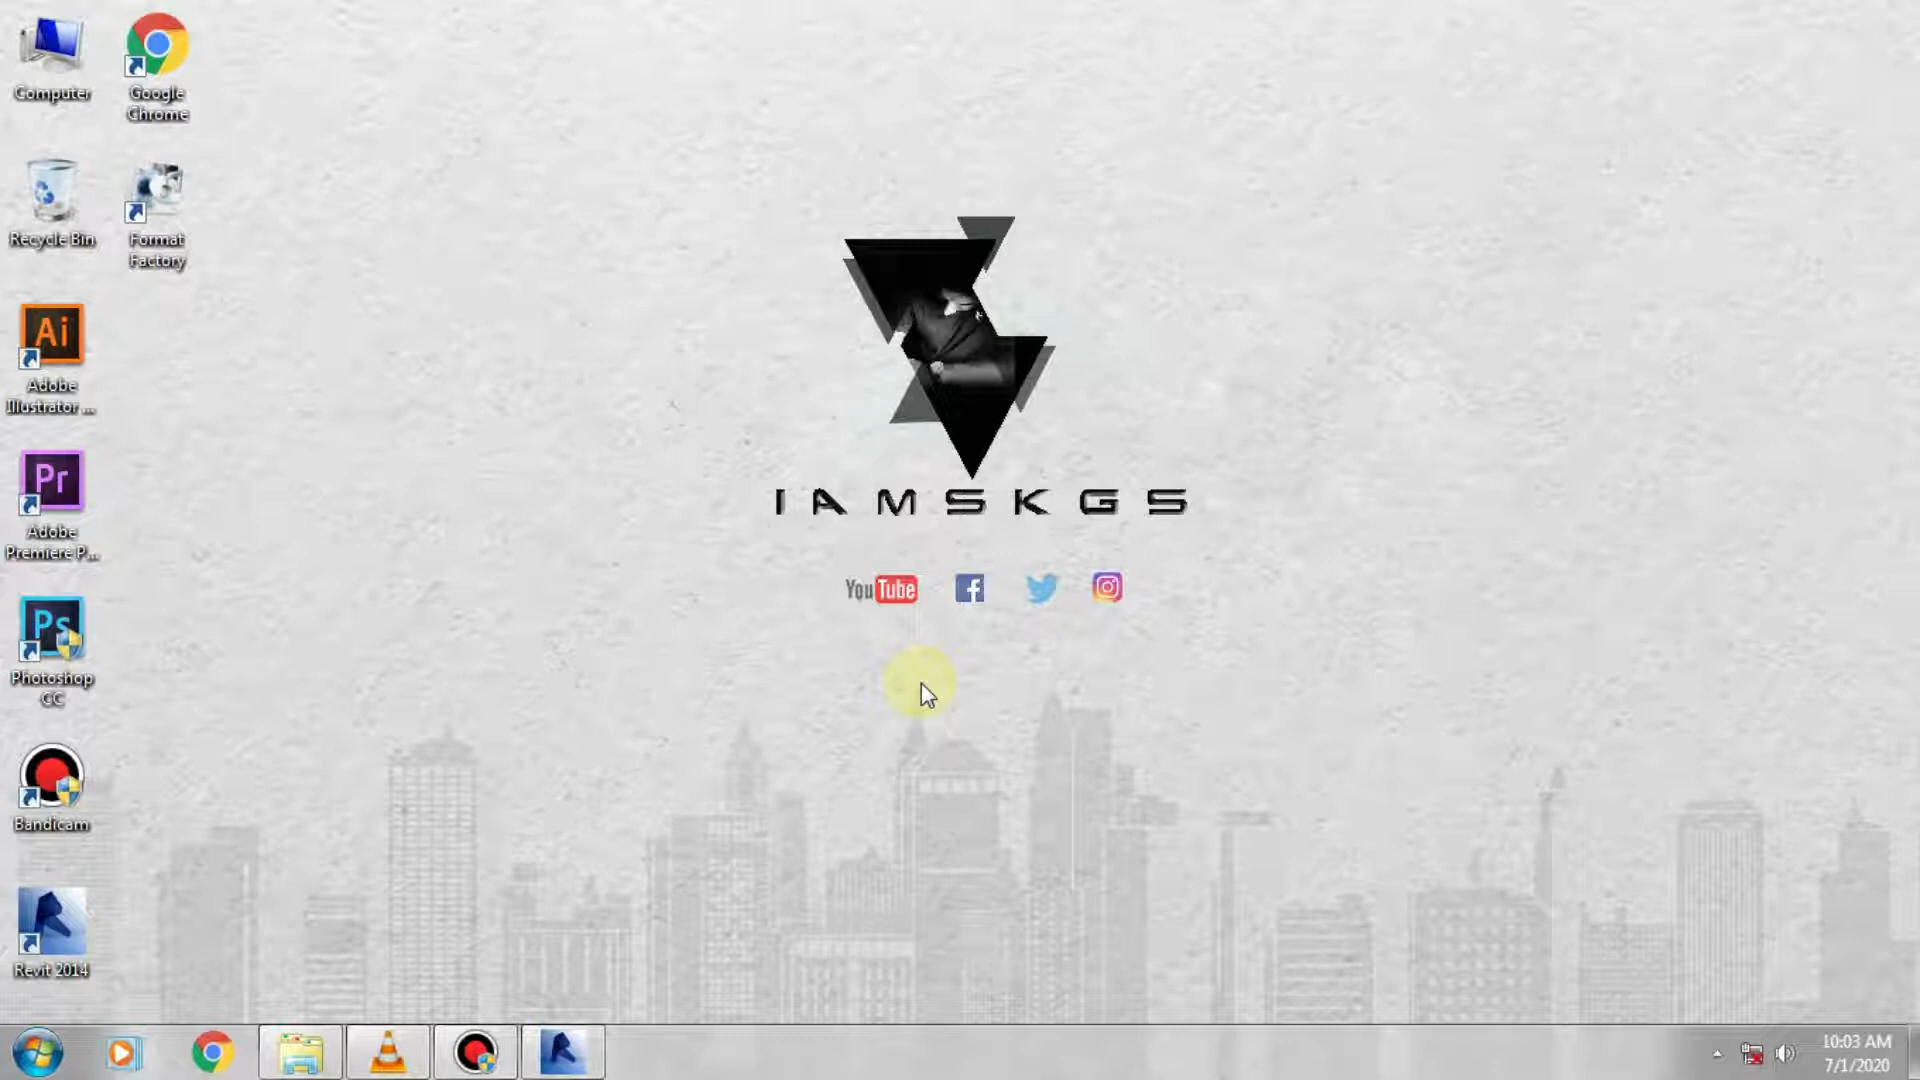 Computer
Google
Chrome
Recycle Bin
Format
Factory
Ai
Adobe
Illustrator ...
Pr
Adobe
Premiere P...
Ps
Photoshop
CC
Bandicam
Revit 2014
IAMSKGS
YouTube
10:03 AM
7/1/2020